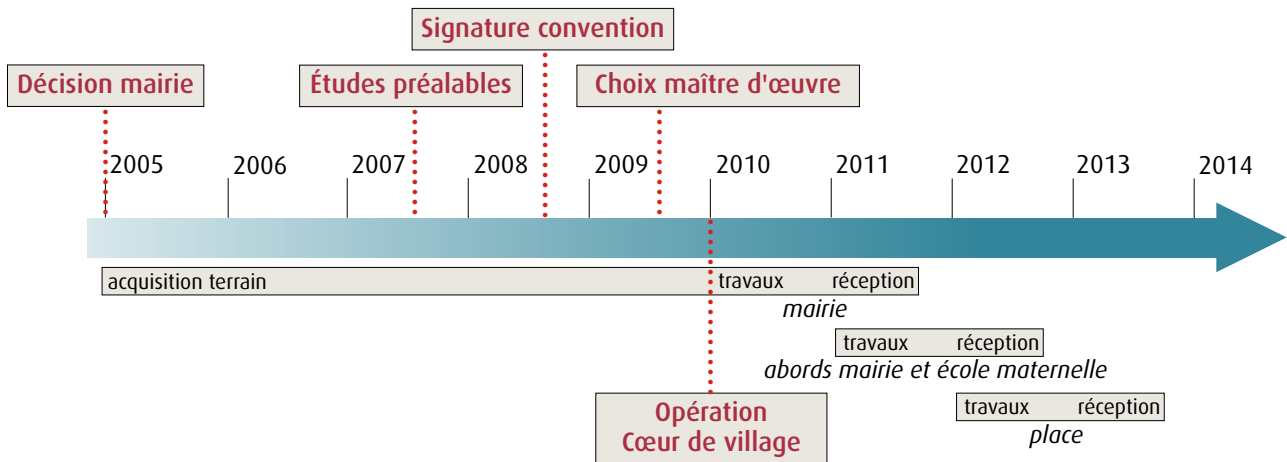 Signature convention
Décision mairie
Études préalables
Choix maître d'œuvre
2005
2006
2007
2008
2009
2010
2011
2012
2013
2014
acquisition terrain
travaux
réception
mairie
travaux
réception
abords mairie et école maternelle
Opération
Cœur de village
travaux
réception
place